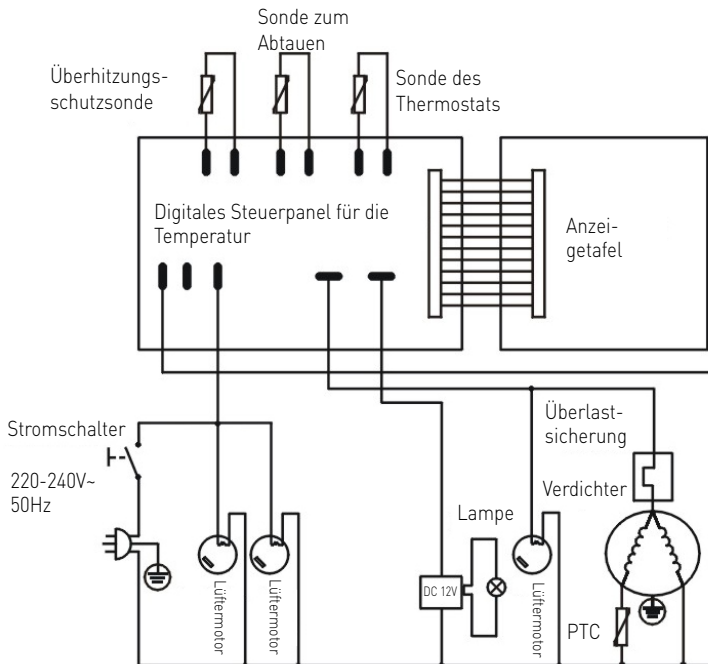 Sonde zum
Abtauen
Überhitzungs-
schutzsonde
Sonde des
Thermostats
Digitales Steuerpanel für die
Temperatur
Anzei-
getafel
Stromschalter
220-240V~
50Hz
Überlast-
sicherung
Verdichter
Lampe
DC 12V
Lüftermotor
Lüftermotor
Lüftermotor
PTC